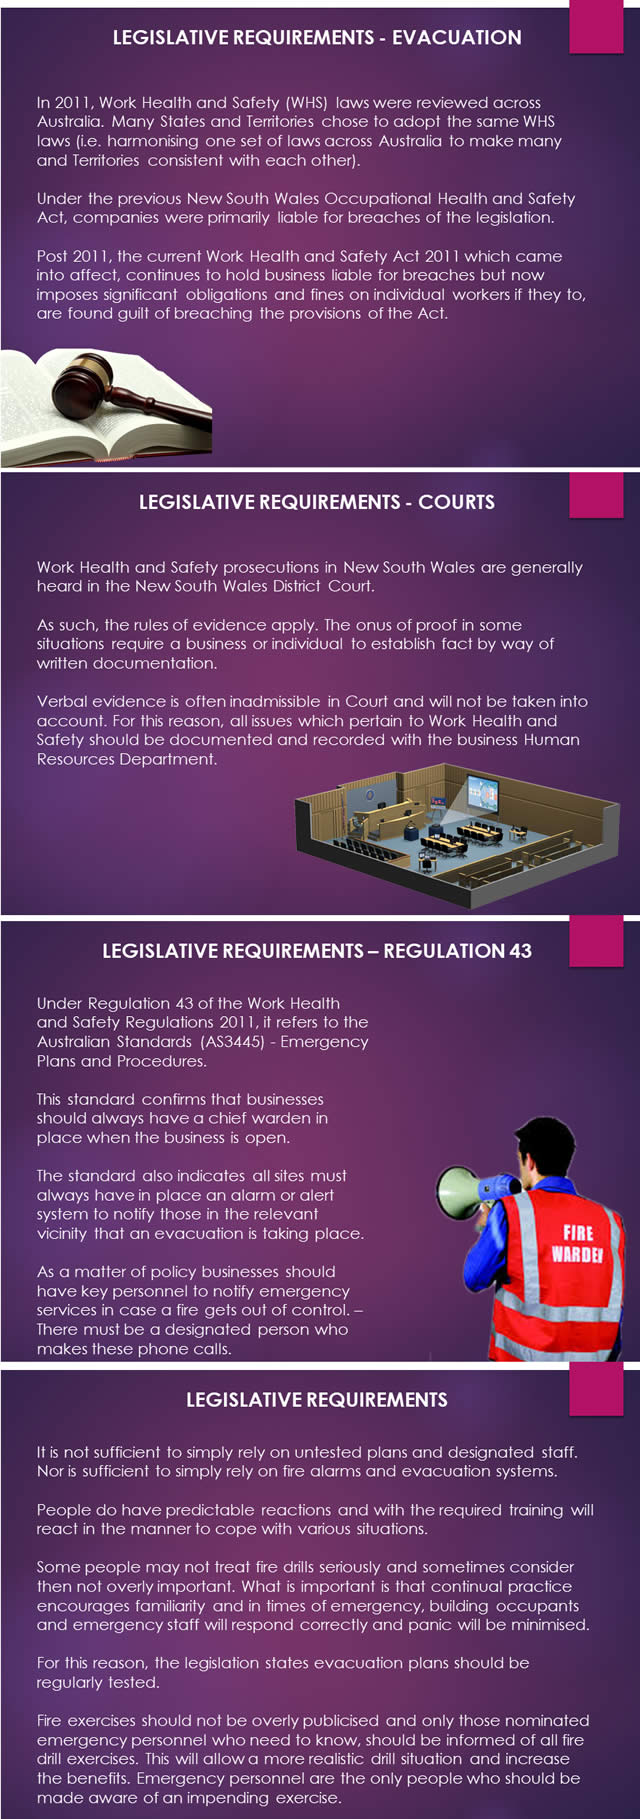 LEGISLATIVE REQUIREMENTS - EVACUATION
In 2011, Work Health and Safety (WHS) laws were reviewed across
Australia. Many States and Territories chose to adopt the same WHS
laws (i.e. harmonising one set of laws across Australia to make many
and Territories consistent with each other).
Under the previous New South Wales Occupational Health and Safety
Act, companies were primarily liable for breaches of the legislation.
Post 2011, the current Work Health and Safety Act 2011 which came
into affect, continues to hold business liable for breaches but now
imposes significant obligations and fines on individual workers if they to,
are found guilt of breaching the provisions of the Act.
LEGISLATIVE REQUIREMENTS - COURTS
Work Health and Safety prosecutions in New South Wales are generally
heard in the New South Wales District Court.
As such, the rules of evidence apply. The onus of proof in some
situations require a business or individual to establish fact by way of
written documentation.
Verbal evidence is often inadmissible in Court and will not be taken into
account. For this reason, all issues which pertain to Work Health and
Safety should be documented and recorded with the business Human
Resources Department.
LEGISLATIVE REQUIREMENTS – REGULATION 43
Under Regulation 43 of the Work Health
and Safety Regulations 2011, it refers to the
Australian Standards (AS3445) - Emergency
Plans and Procedures.
This standard confirms that businesses
should always have a chief warden in
place when the business is open.
The standard also indicates all sites must
always have in place an alarm or alert
system to notify those in the relevant
vicinity that an evacuation is taking place.
As a matter of policy businesses should
have key personnel to notify emergency
services in case a fire gets out of control. –
There must be a designated person who
makes these phone calls.
FIRE
WARDEN
LEGISLATIVE REQUIREMENTS
It is not sufficient to simply rely on untested plans and designated staff.
Nor is sufficient to simply rely on fire alarms and evacuation systems.
People do have predictable reactions and with the required training will
react in the manner to cope with various situations.
Some people may not treat fire drills seriously and sometimes consider
then not overly important. What is important is that continual practice
encourages familiarity and in times of emergency, building occupants
and emergency staff will respond correctly and panic will be minimised.
For this reason, the legislation states evacuation plans should be
regularly tested.
Fire exercises should not be overly publicised and only those nominated
emergency personnel who need to know, should be informed of all fire
drill exercises. This will allow a more realistic drill situation and increase
the benefits. Emergency personnel are the only people who should be
made aware of an impending exercise.